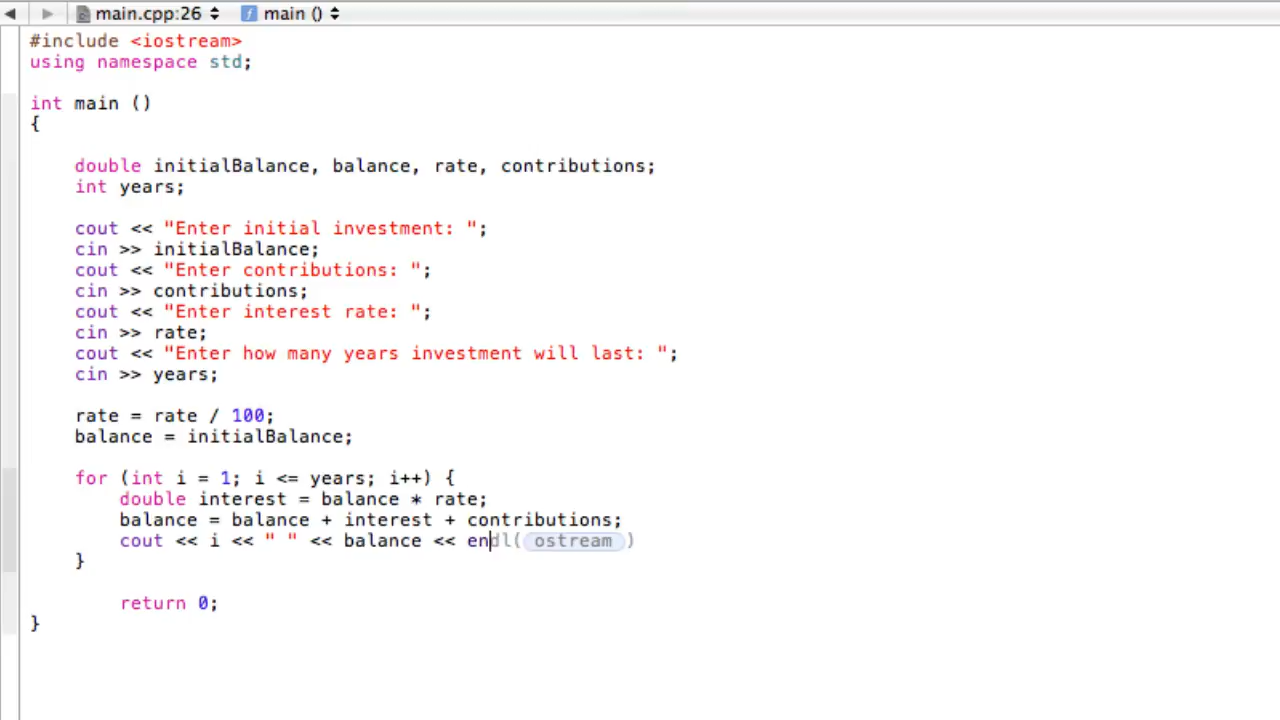 main.cpp:26 main ()
#include <iostream>
using namespace std;
int main ()
{
double initialBalance, balance, rate, contributions;
int years;
cout << "Enter initial investment: ";
cin >> initialBalance;
cout << "Enter contributions: ";
cin >> contributions;
cout << "Enter interest rate: ";
cin >> rate;
cout << "Enter how many years investment will last: ";
cin >> years;
rate = rate / 100;
balance = initialBalance;
for (int i = 1; i <= years; i++) {
double interest = balance * rate;
balance = balance + interest + contributions;
cout << i << " " << balance << endl(ostream)
}
return 0;
}